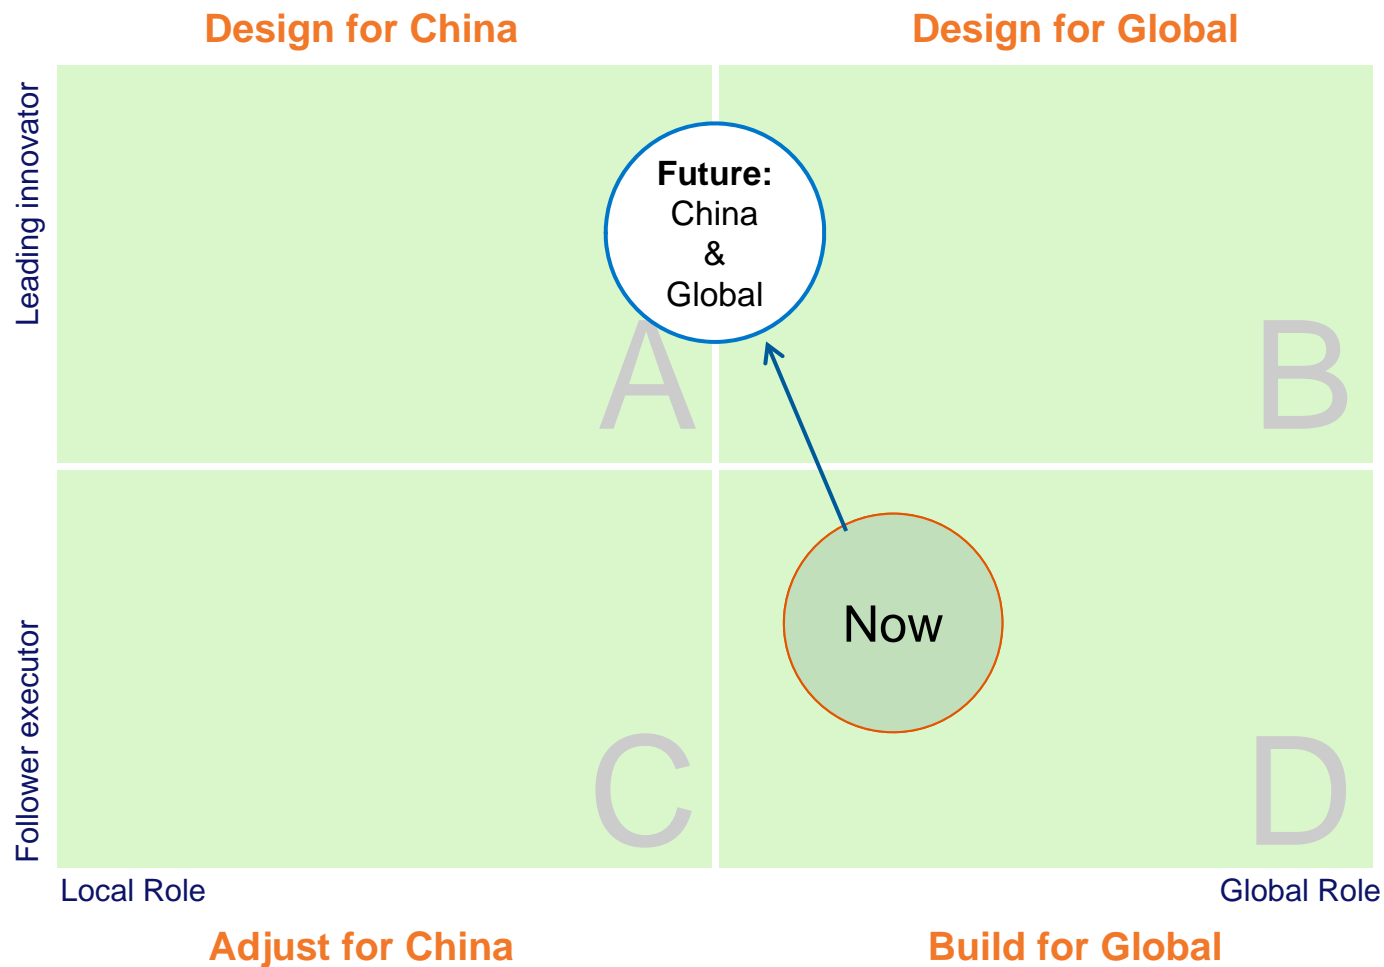 Design for China
Design for Global
Leading innovator
Future:
China
&
Global
A
B
Now
Follower executor
C
D
Local Role
Global Role
Adjust for China
Build for Global